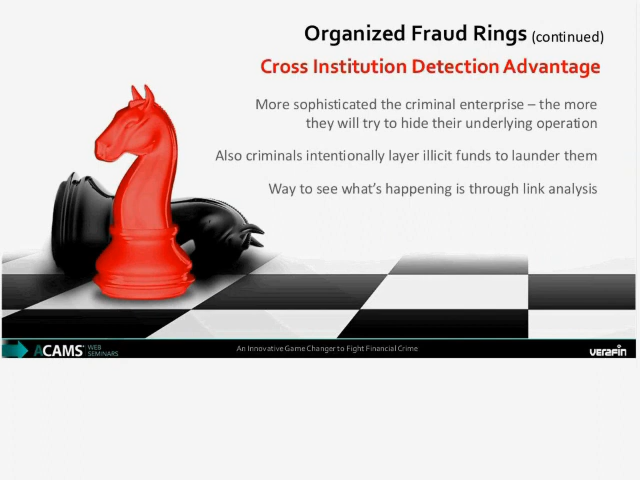 Organized Fraud Rings (continued)
Cross Institution Detection Advantage
More sophisticated the criminal enterprise – the more
they will try to hide their underlying operation
Also criminals intentionally layer illicit funds to launder them
Way to see what's happening is through link analysis
ACAMS WEB
SEMINARS
An Innovative Game Changer to Fight Financial Crime
verafin